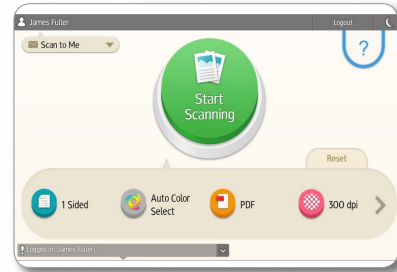 James Fuller
Logout
Scan to Me
?
Start
Scanning
Reset
1 Sided
Auto Color
Select
PDF
300 dpi
Logged in :James Fuller|